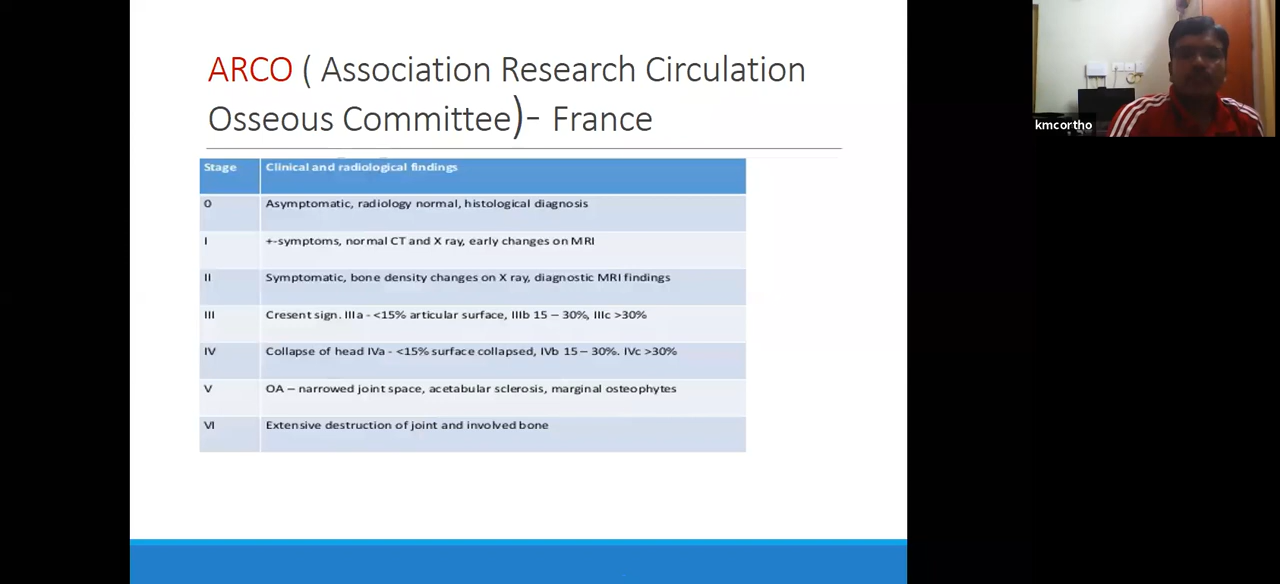 ARCO ( Association Research Circulation
Osseous Committee)- France
Stage Clinical and radiological findings
0 Asymptomatic, radiology normal, histological diagnosis
I +-symptoms, normal CT and X ray, early changes on MRI
II Symptomatic, bone density changes on X ray, diagnostic MRI findings
III Cresent sign. IIIa - <15% articular surface, IIIb 15 – 30%, IIIc >30%
IV Collapse of head IVa - <15% surface collapsed, IVb 15 – 30%. IVc >30%
V OA – narrowed joint space, acetabular sclerosis, marginal osteophytes
VI Extensive destruction of joint and involved bone
kmcortho